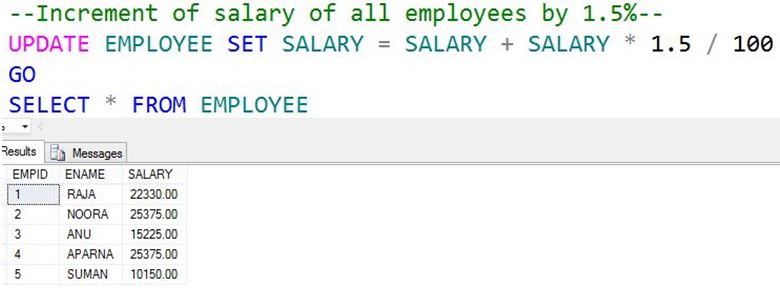 --Increment of salary of all employees by 1.5%--
UPDATE EMPLOYEE SET SALARY = SALARY + SALARY * 1.5 / 100
GO
SELECT * FROM EMPLOYEE
Results Messages
EMPID ENAME SALARY
1 RAJA 22330.00
2 NOORA 25375.00
3 ANU 15225.00
4 APARNA 25375.00
5 SUMAN 10150.00